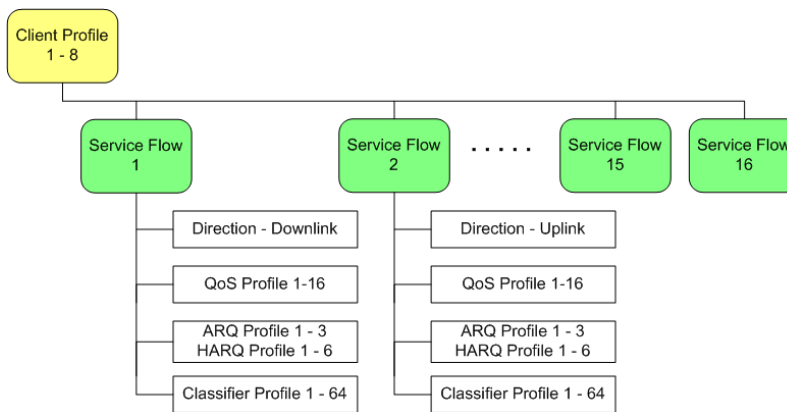 Client Profile
1 - 8
Service Flow
1
Service Flow
2
. . . . .
Service Flow
15
Service Flow
16
Direction - Downlink
QoS Profile 1-16
ARQ Profile 1 - 3
HARQ Profile 1 - 6
Classifier Profile 1 - 64
Direction - Uplink
QoS Profile 1-16
ARQ Profile 1 - 3
HARQ Profile 1 - 6
Classifier Profile 1 - 64